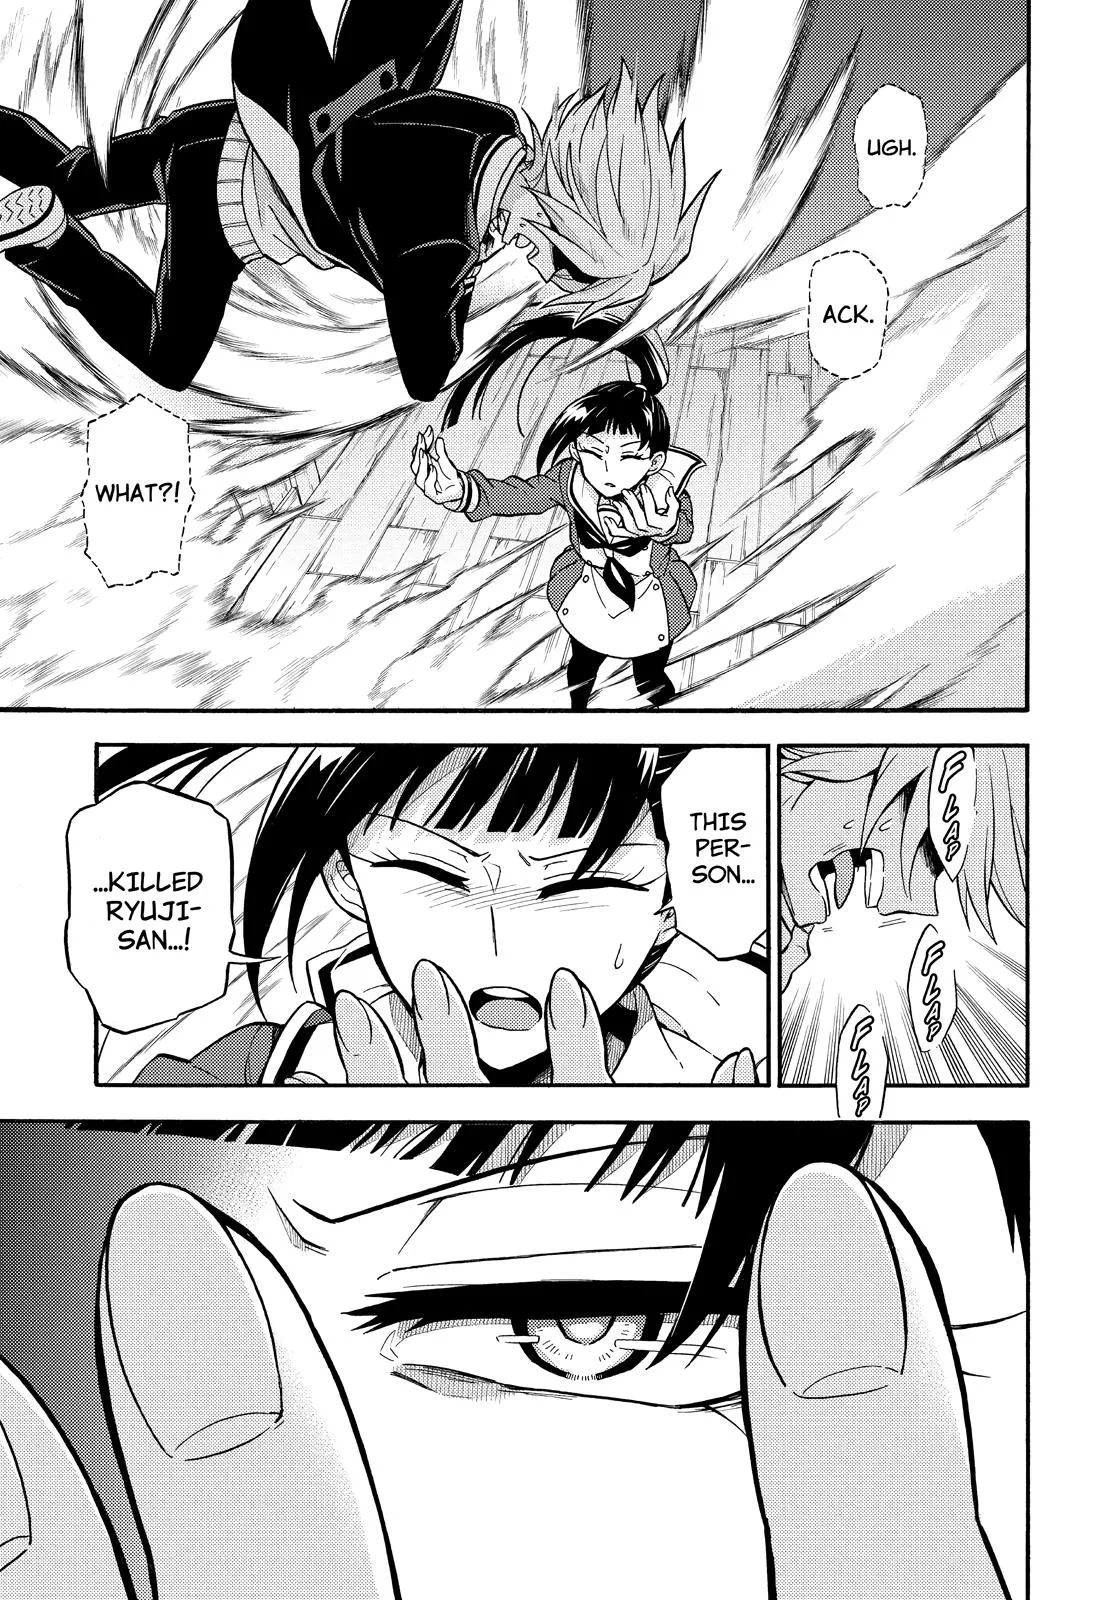 UGH.
ACK.
WHAT?!
FLAP
FLAP
FLAP
THIS
PER-
SON...
...KILLED
RYUJI-
SAN...!